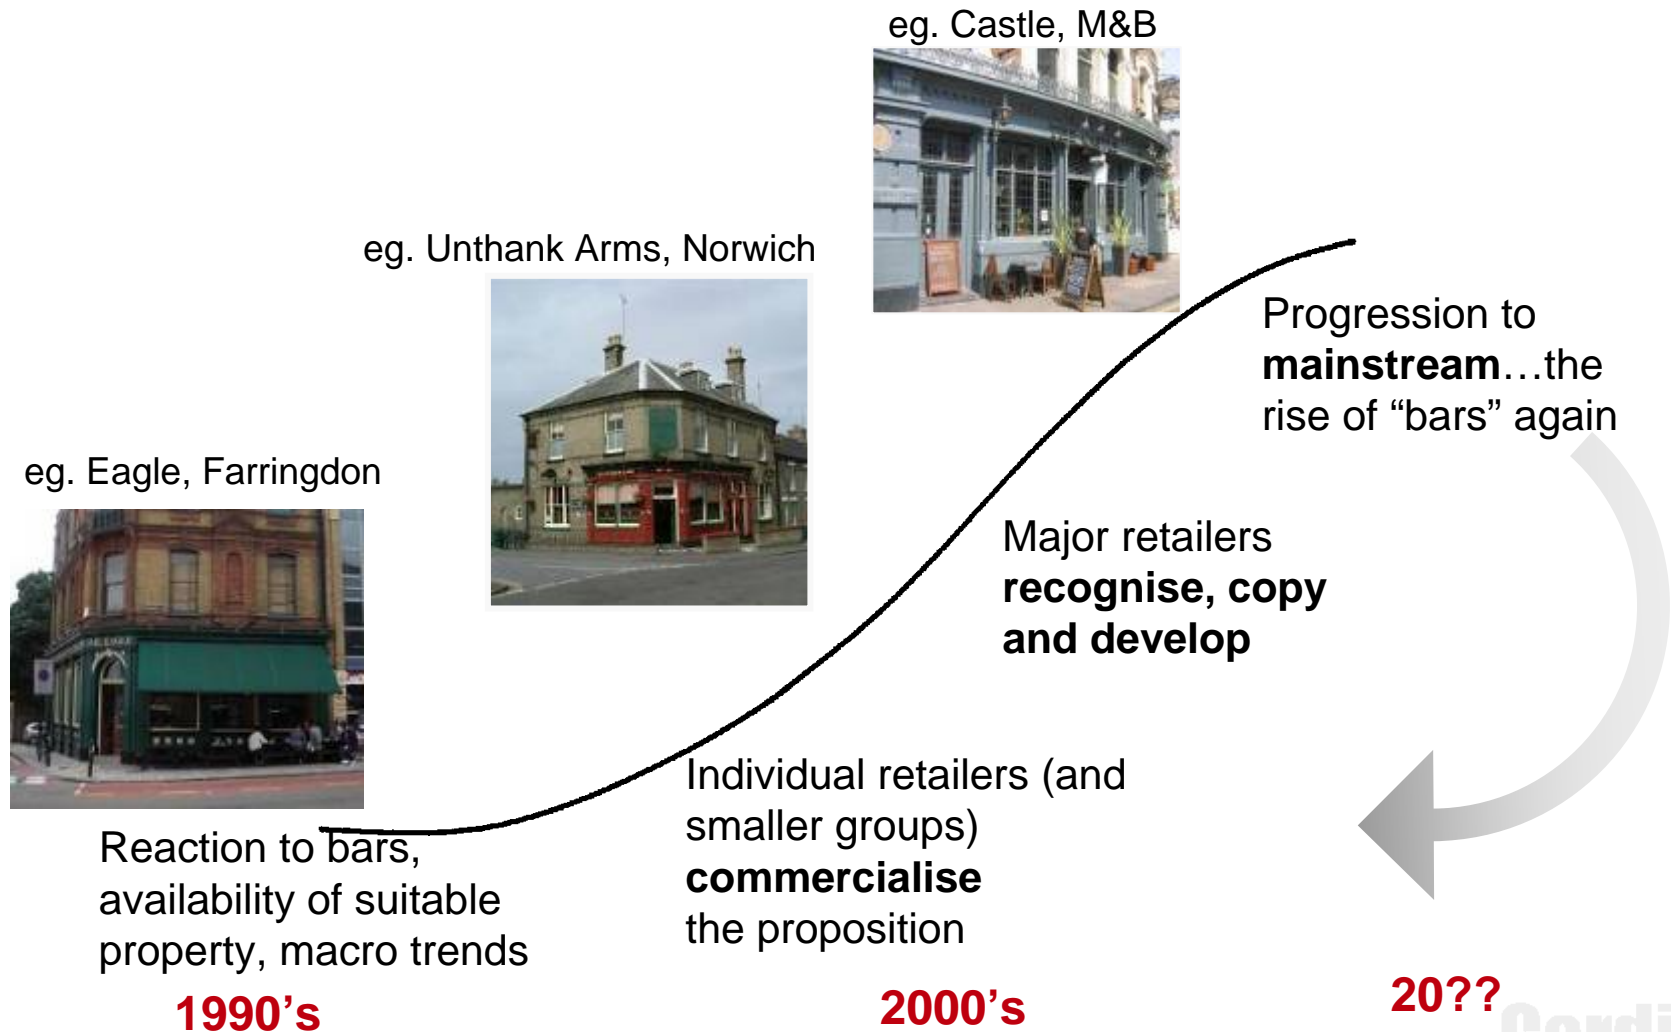 eg. Castle, M&B
eg. Unthank Arms, Norwich
eg. Eagle, Farringdon
Progression to
mainstream…the
rise of “bars” again
Major retailers
recognise, copy
and develop
Individual retailers (and
smaller groups)
commercialise
the proposition
Reaction to bars,
availability of suitable
property, macro trends
1990’s
2000’s
20??